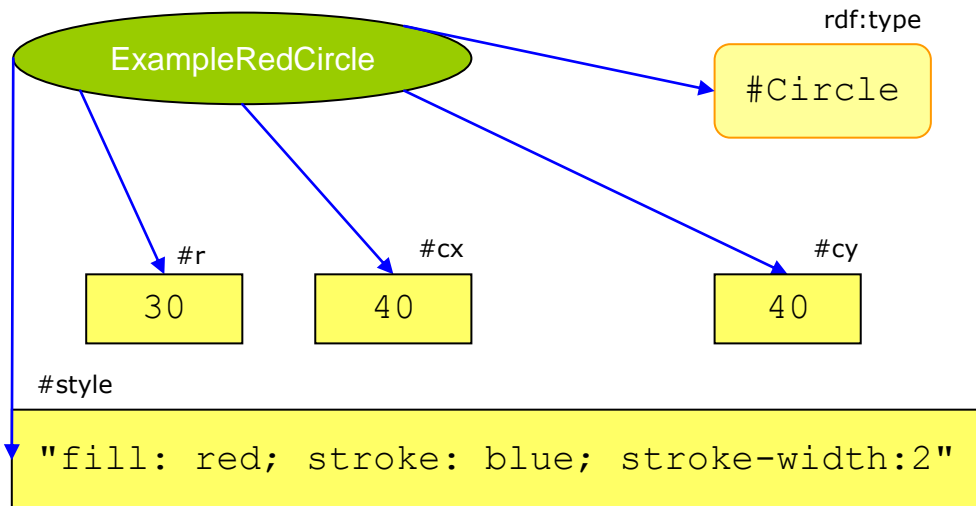 rdf:type
ExampleRedCircle
#Circle
#r
#cx
#cy
30
40
40
#style
"fill: red; stroke: blue; stroke-width:2"